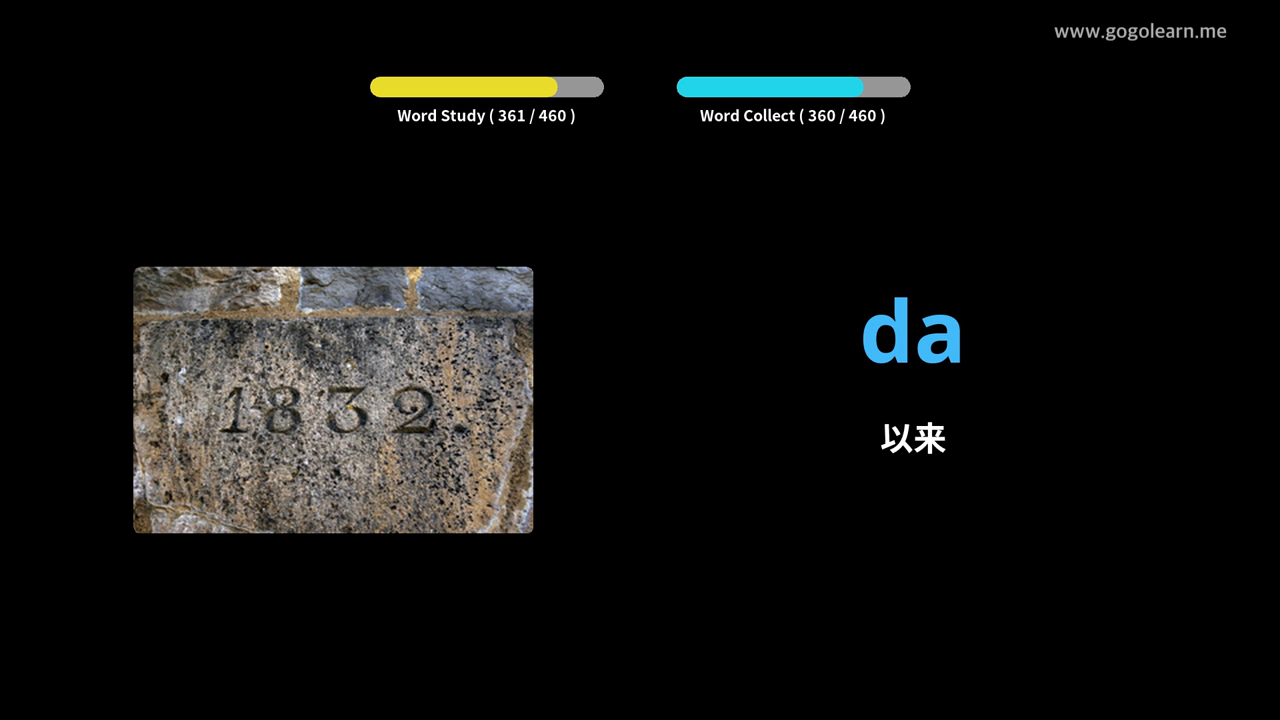 www.gogolearn.me
Word Study ( 361 / 460 )
Word Collect ( 360 / 460 )
1832.
da
以来